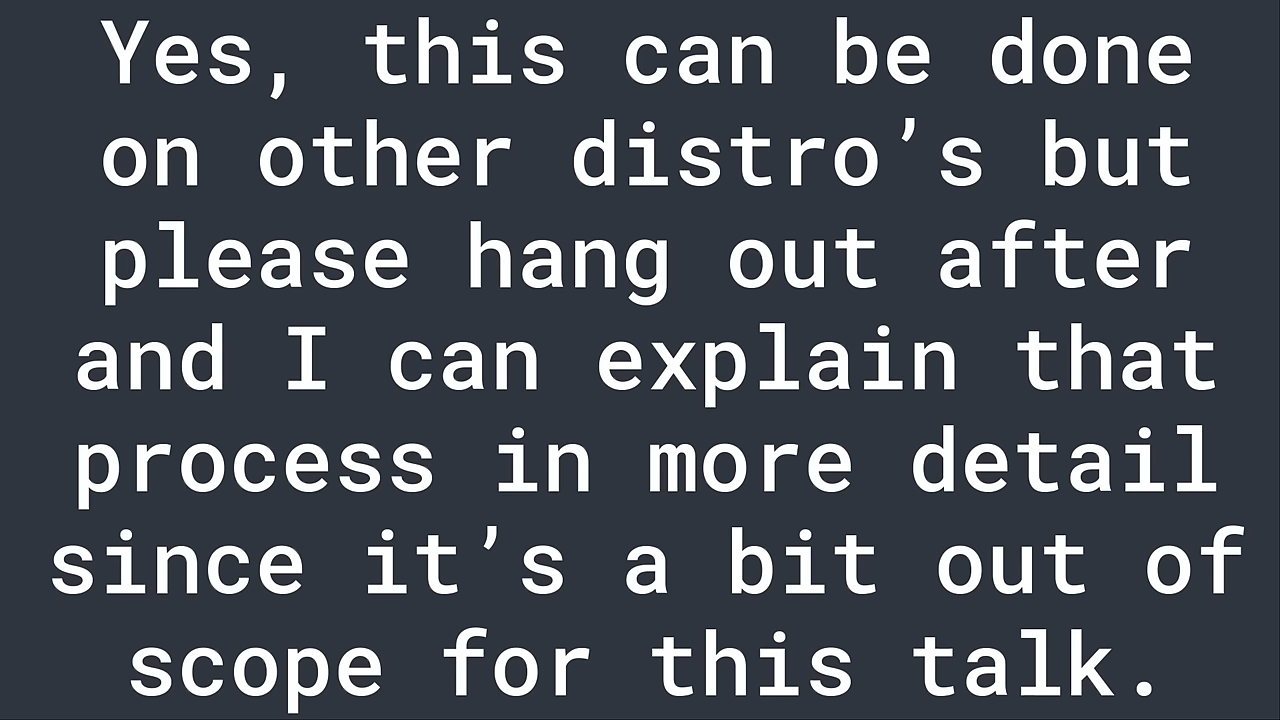 Yes, this can be done
on other distro’s but
please hang out after
and I can explain that
process in more detail
since it’s a bit out of
scope for this talk.